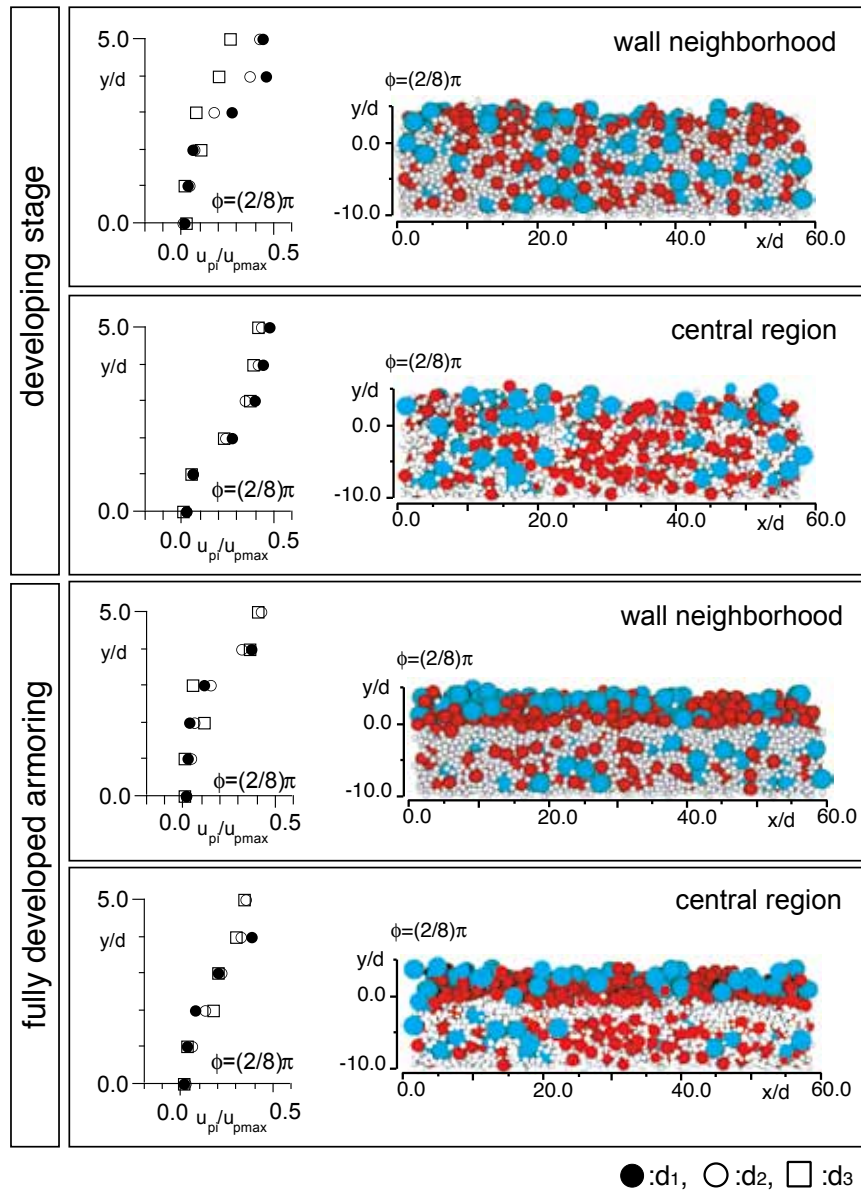 developing stage
5.0
y/d
0.0
0.0 0.5
u_pi/u_pmax
ϕ=(2/8)π
wall neighborhood
ϕ=(2/8)π
y/d
0.0
-10.0
0.0 20.0 40.0 60.0
x/d
5.0
y/d
0.0
0.0 0.5
u_pi/u_pmax
ϕ=(2/8)π
central region
ϕ=(2/8)π
y/d
0.0
-10.0
0.0 20.0 40.0 60.0
x/d
fully developed armoring
5.0
y/d
0.0
0.0 0.5
u_pi/u_pmax
ϕ=(2/8)π
wall neighborhood
ϕ=(2/8)π
y/d
0.0
-10.0
0.0 20.0 40.0 60.0
x/d
5.0
y/d
0.0
0.0 0.5
u_pi/u_pmax
ϕ=(2/8)π
central region
ϕ=(2/8)π
y/d
0.0
-10.0
0.0 20.0 40.0 60.0
x/d
●:d₁, ○:d₂, □:d₃